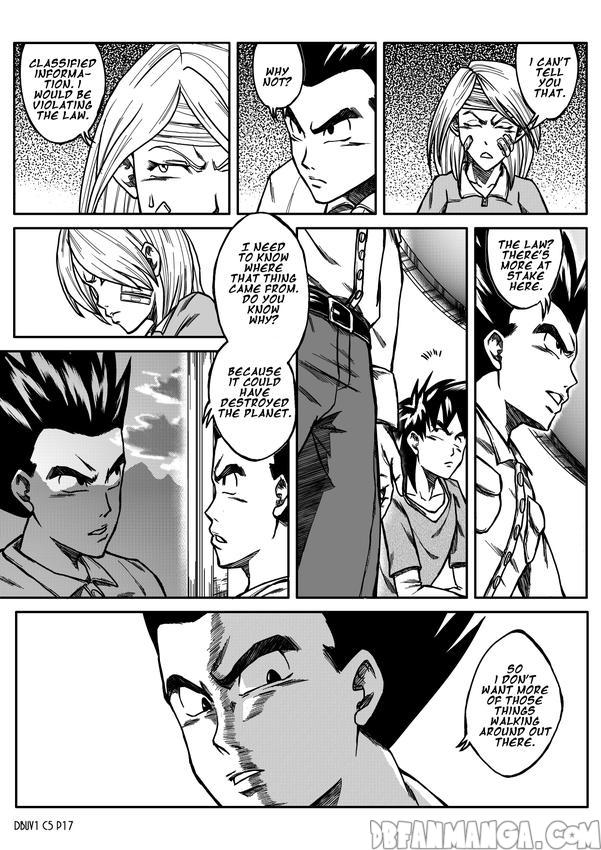 I CAN'T
TELL
YOU
THAT.
WHY
NOT?
CLASSIFIED
INFORMA-
TION. I
WOULD BE
VIOLATING
THE LAW.
THE LAW?
THERE'S
MORE AT
STAKE
HERE.
I NEED
TO KNOW
WHERE
THAT THING
CAME FROM.
DO YOU
KNOW
WHY?
BECAUSE
IT COULD
HAVE
DESTROYED
THE PLANET.
SO
I DON'T
WANT MORE
OF THOSE
THINGS
WALKING
AROUND OUT
THERE.
DBUV1 C5 P17
DBFANMANGA.COM